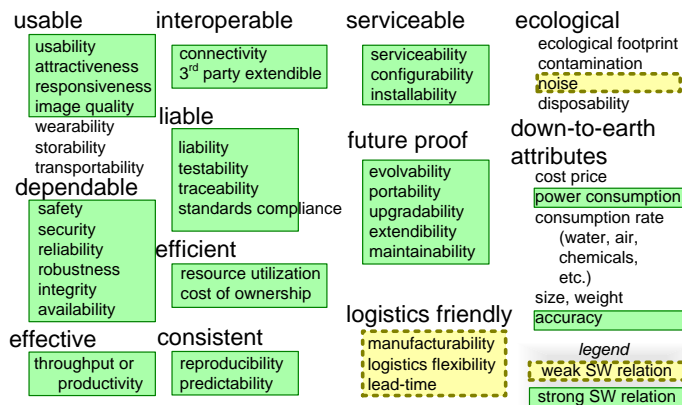 usable
usability
attractiveness
responsiveness
image quality
wearability
storability
transportability
dependable
safety
security
reliability
robustness
integrity
availability
effective
throughput or
productivity
interoperable
connectivity
3rd party extendible
liable
liability
testability
traceability
standards compliance
efficient
resource utilization
cost of ownership
consistent
reproducibility
predictability
serviceable
serviceability
configurability
installability
future proof
evolvability
portability
upgradability
extendibility
maintainability
logistics friendly
manufacturability
logistics flexibility
lead-time
ecological
ecological footprint
contamination
noise
disposability
down-to-earth
attributes
cost price
power consumption
consumption rate
(water, air,
chemicals,
etc.)
size, weight
accuracy
legend
weak SW relation
strong SW relation